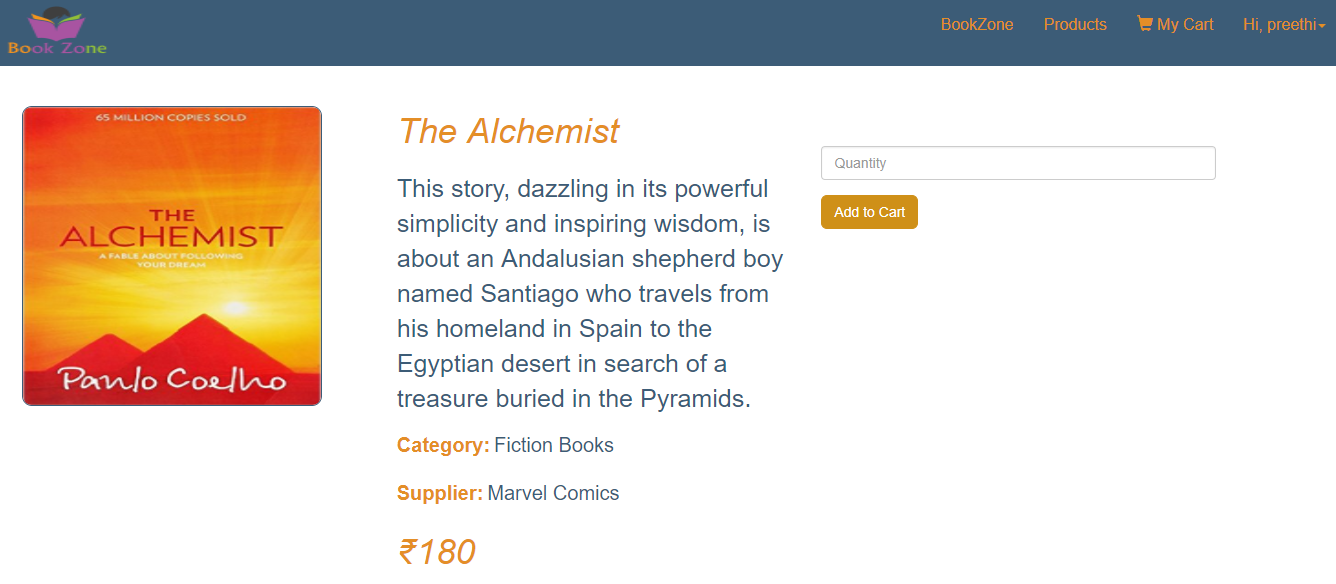 Book Zone
BookZone
Products
My Cart
Hi, preethi
65 MILLION COPIES SOLD
THE
ALCHEMIST
A FABLE ABOUT FOLLOWING
YOUR DREAM
Paulo Coelho
The Alchemist
This story, dazzling in its powerful
simplicity and inspiring wisdom, is
about an Andalusian shepherd boy
named Santiago who travels from
his homeland in Spain to the
Egyptian desert in search of a
treasure buried in the Pyramids.
Category: Fiction Books
Supplier: Marvel Comics
₹180
Quantity
Add to Cart